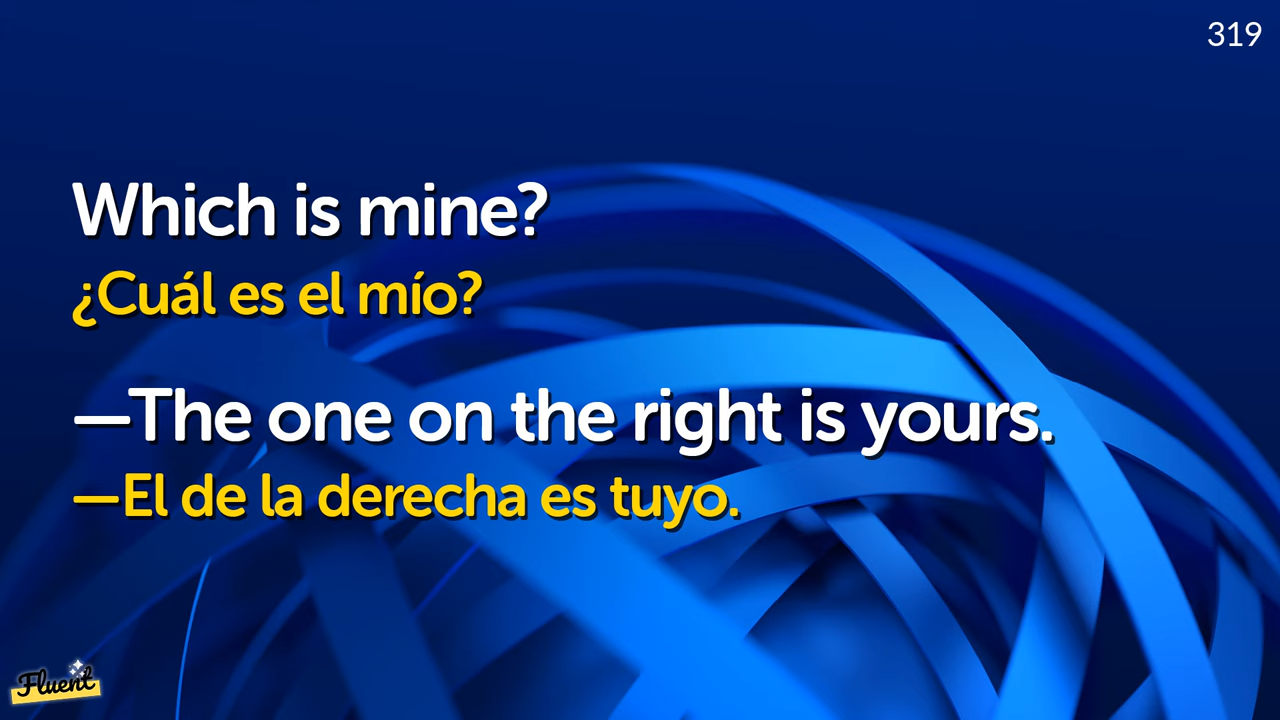 319
Which is mine?
¿Cuál es el mío?
—The one on the right is yours.
—El de la derecha es tuyo.
Fluent